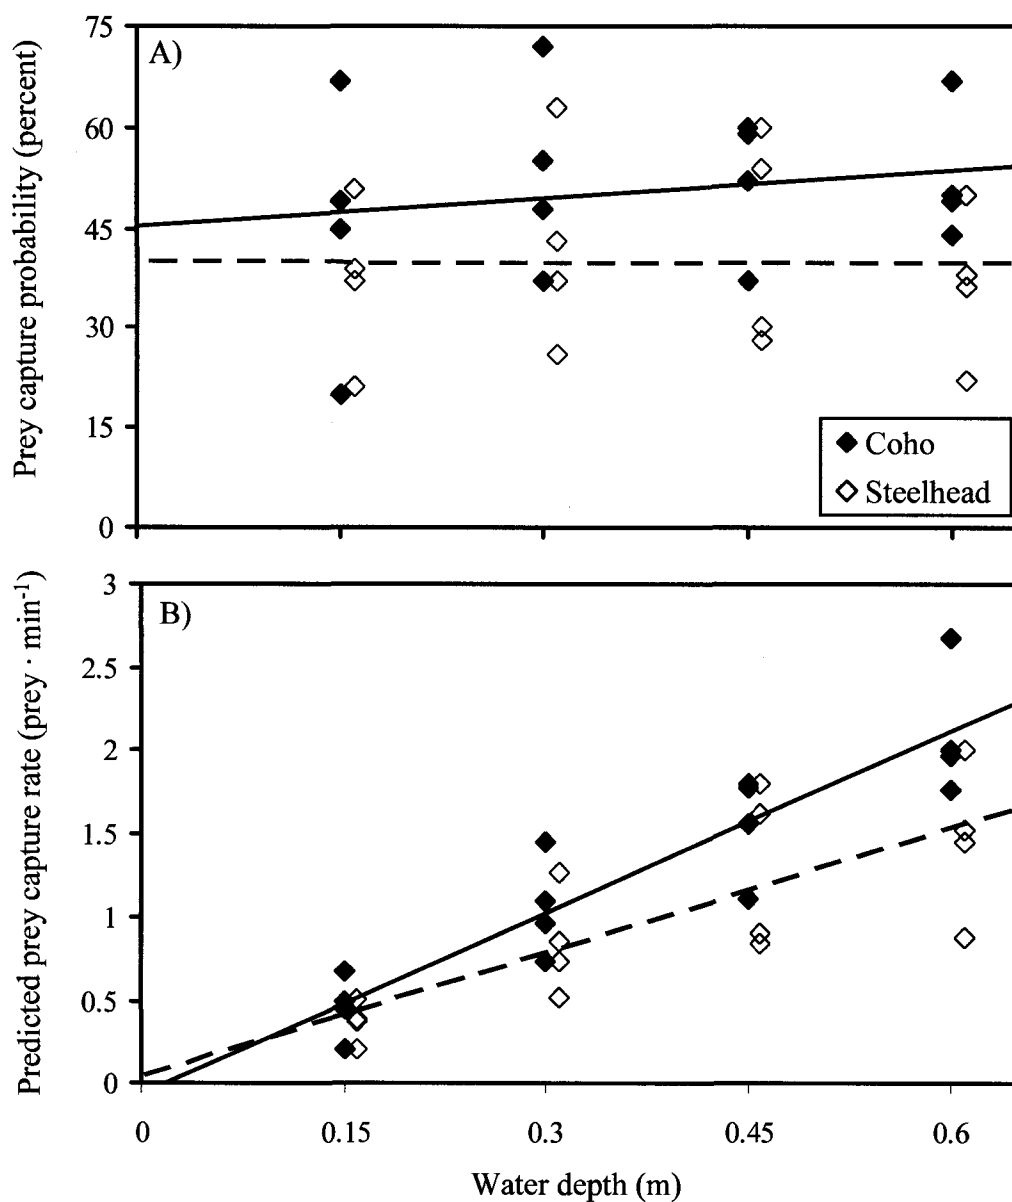 A)
Prey capture probability (percent)
75
60
45
30
15
0
Coho
Steelhead
B)
Predicted prey capture rate (prey · min-1)
3
2.5
2
1.5
1
0.5
0
0 0.15 0.3 0.45 0.6
Water depth (m)